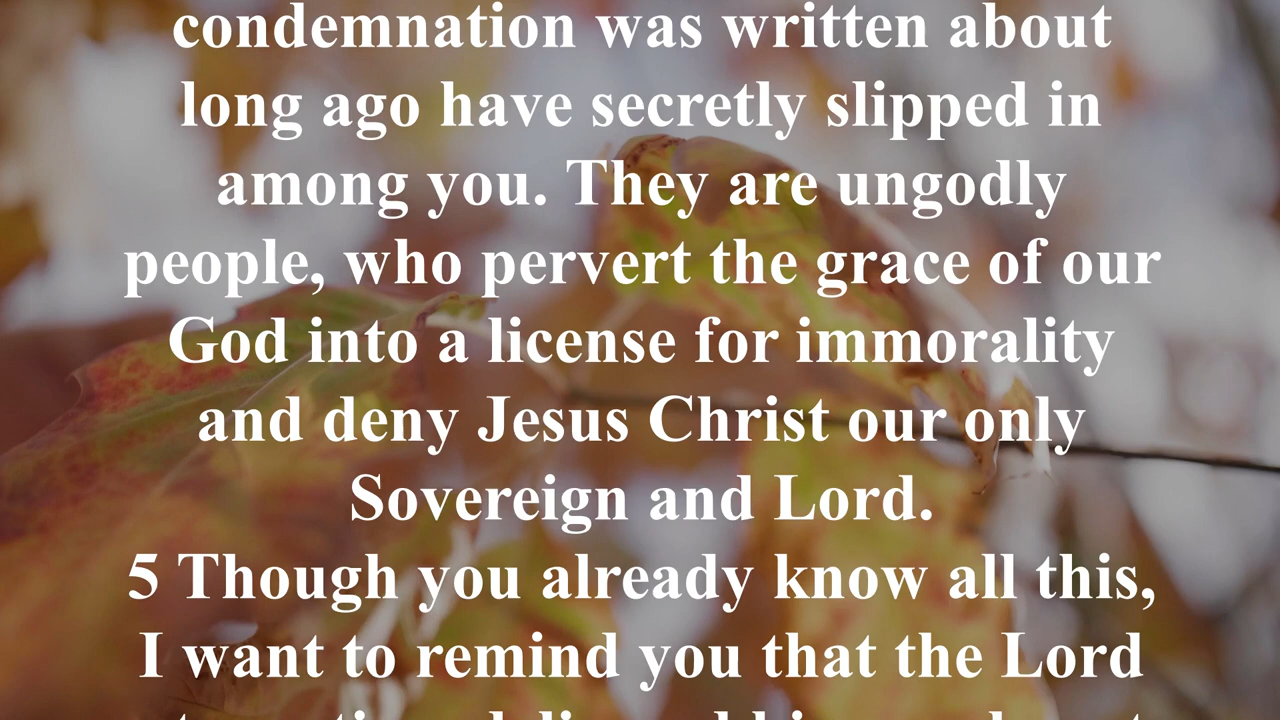 condemnation was written about
long ago have secretly slipped in
among you. They are ungodly
people, who pervert the grace of our
God into a license for immorality
and deny Jesus Christ our only
Sovereign and Lord.
5 Though you already know all this,
I want to remind you that the Lord